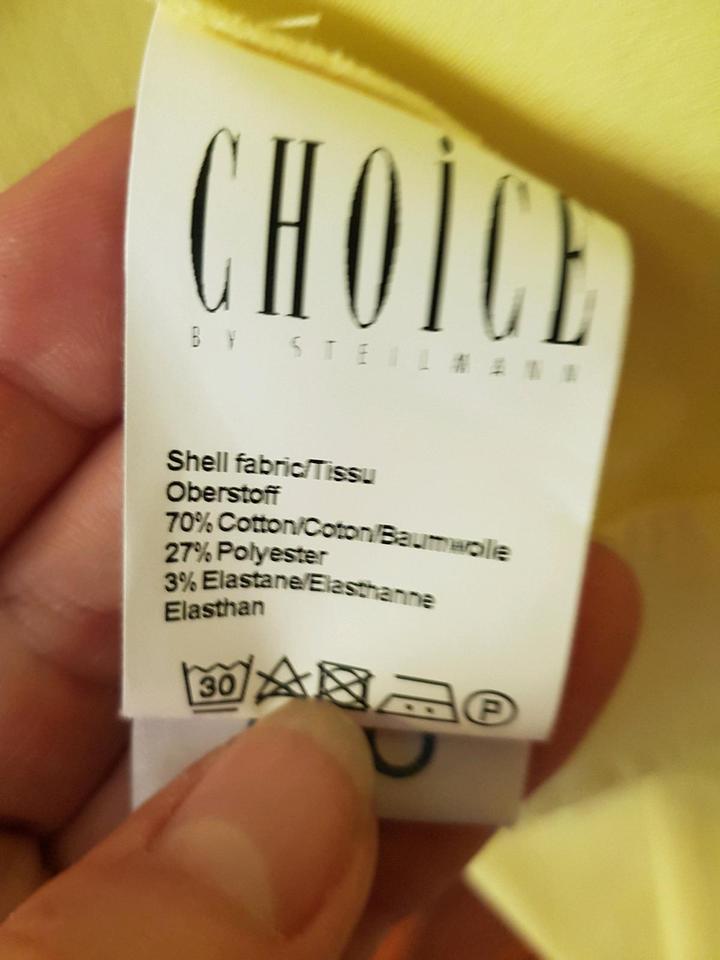 CHOiCE
BY STEILMANN
Shell fabric/Tissu
Oberstoff
70% Cotton/Coton/Baumwolle
27% Polyester
3% Elastane/Elasthanne
Elasthan
30 P